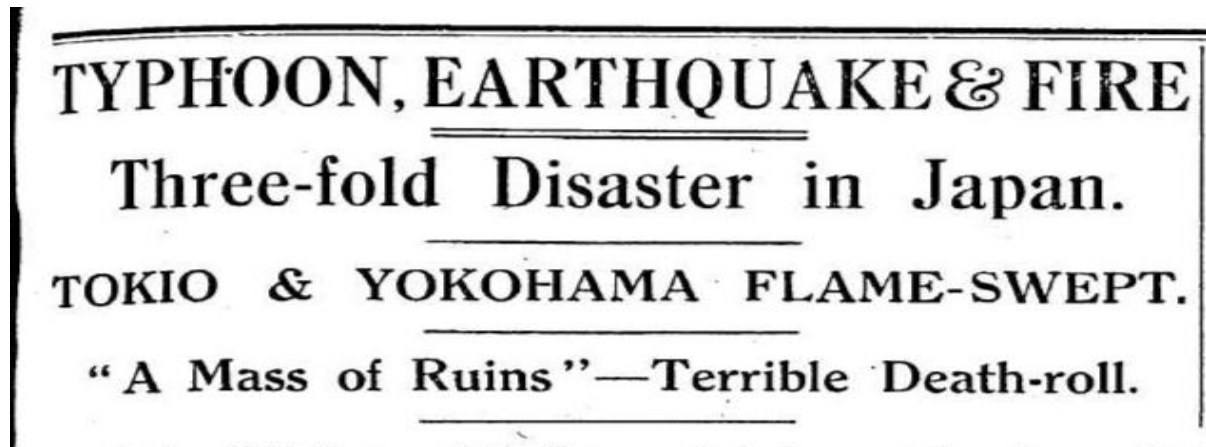 TYPHOON, EARTHQUAKE & FIRE
Three-fold Disaster in Japan.
TOKIO & YOKOHAMA FLAME-SWEPT.
"A Mass of Ruins"—Terrible Death-roll.